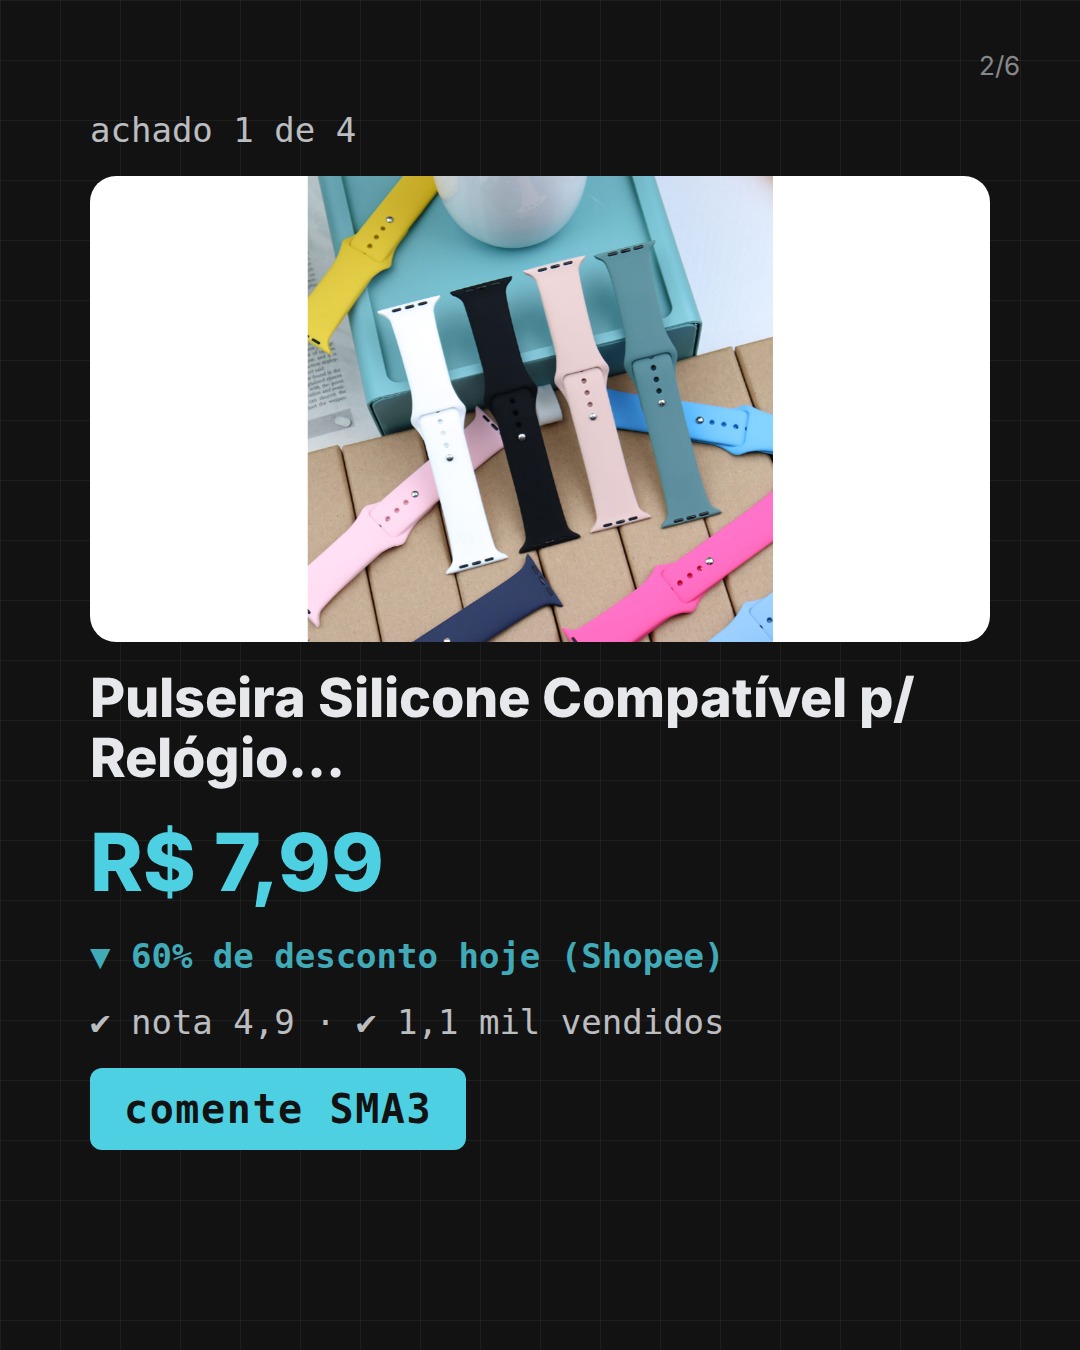 2/6
achado 1 de 4
Pulseira Silicone Compatível p/
Relógio...
R$ 7,99
▼ 60% de desconto hoje (Shopee)
✔ nota 4,9 · ✔ 1,1 mil vendidos
comente SMA3